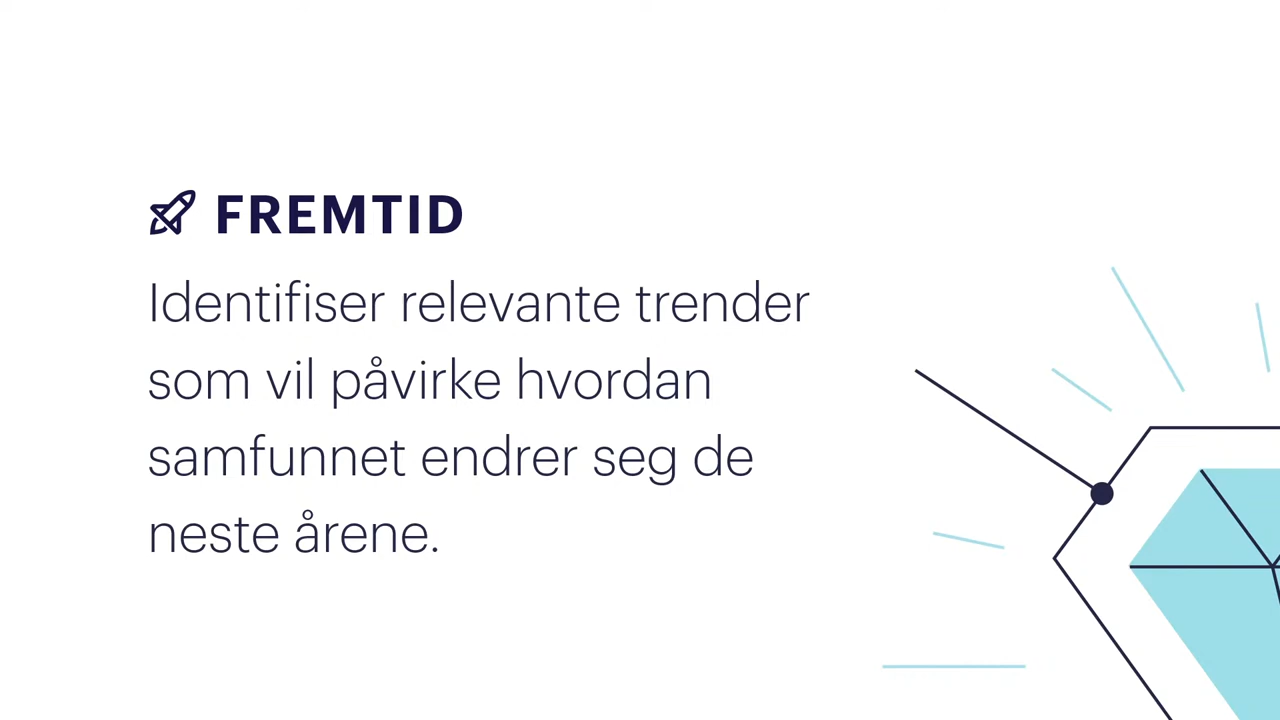 FREMTID
Identifiser relevante trender
som vil påvirke hvordan
samfunnet endrer seg de
neste årene.